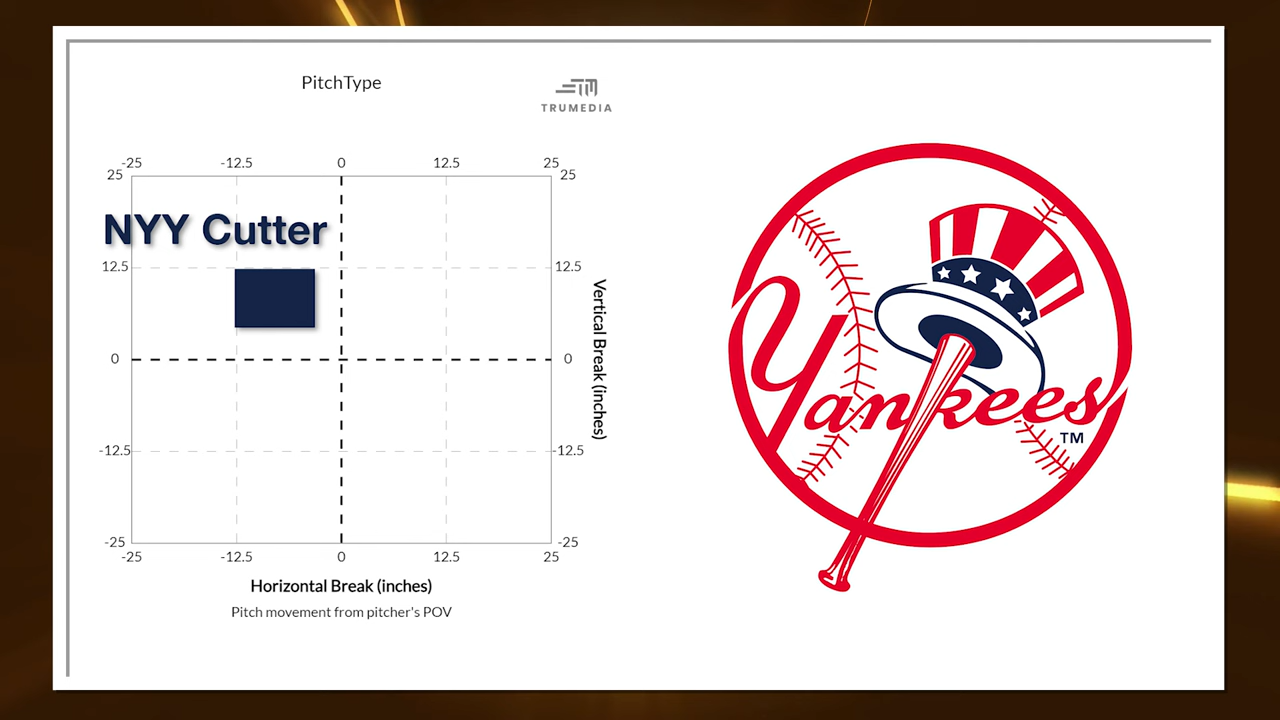 PitchType
TRUMEDIA
-25 -12.5 0 12.5 25
25 25
NYY Cutter
12.5 12.5
0 0
-12.5 -12.5
-25 -25
-25 -12.5 0 12.5 25
Vertical Break (inches)
Horizontal Break (inches)
Pitch movement from pitcher's POV
Yankees
TM